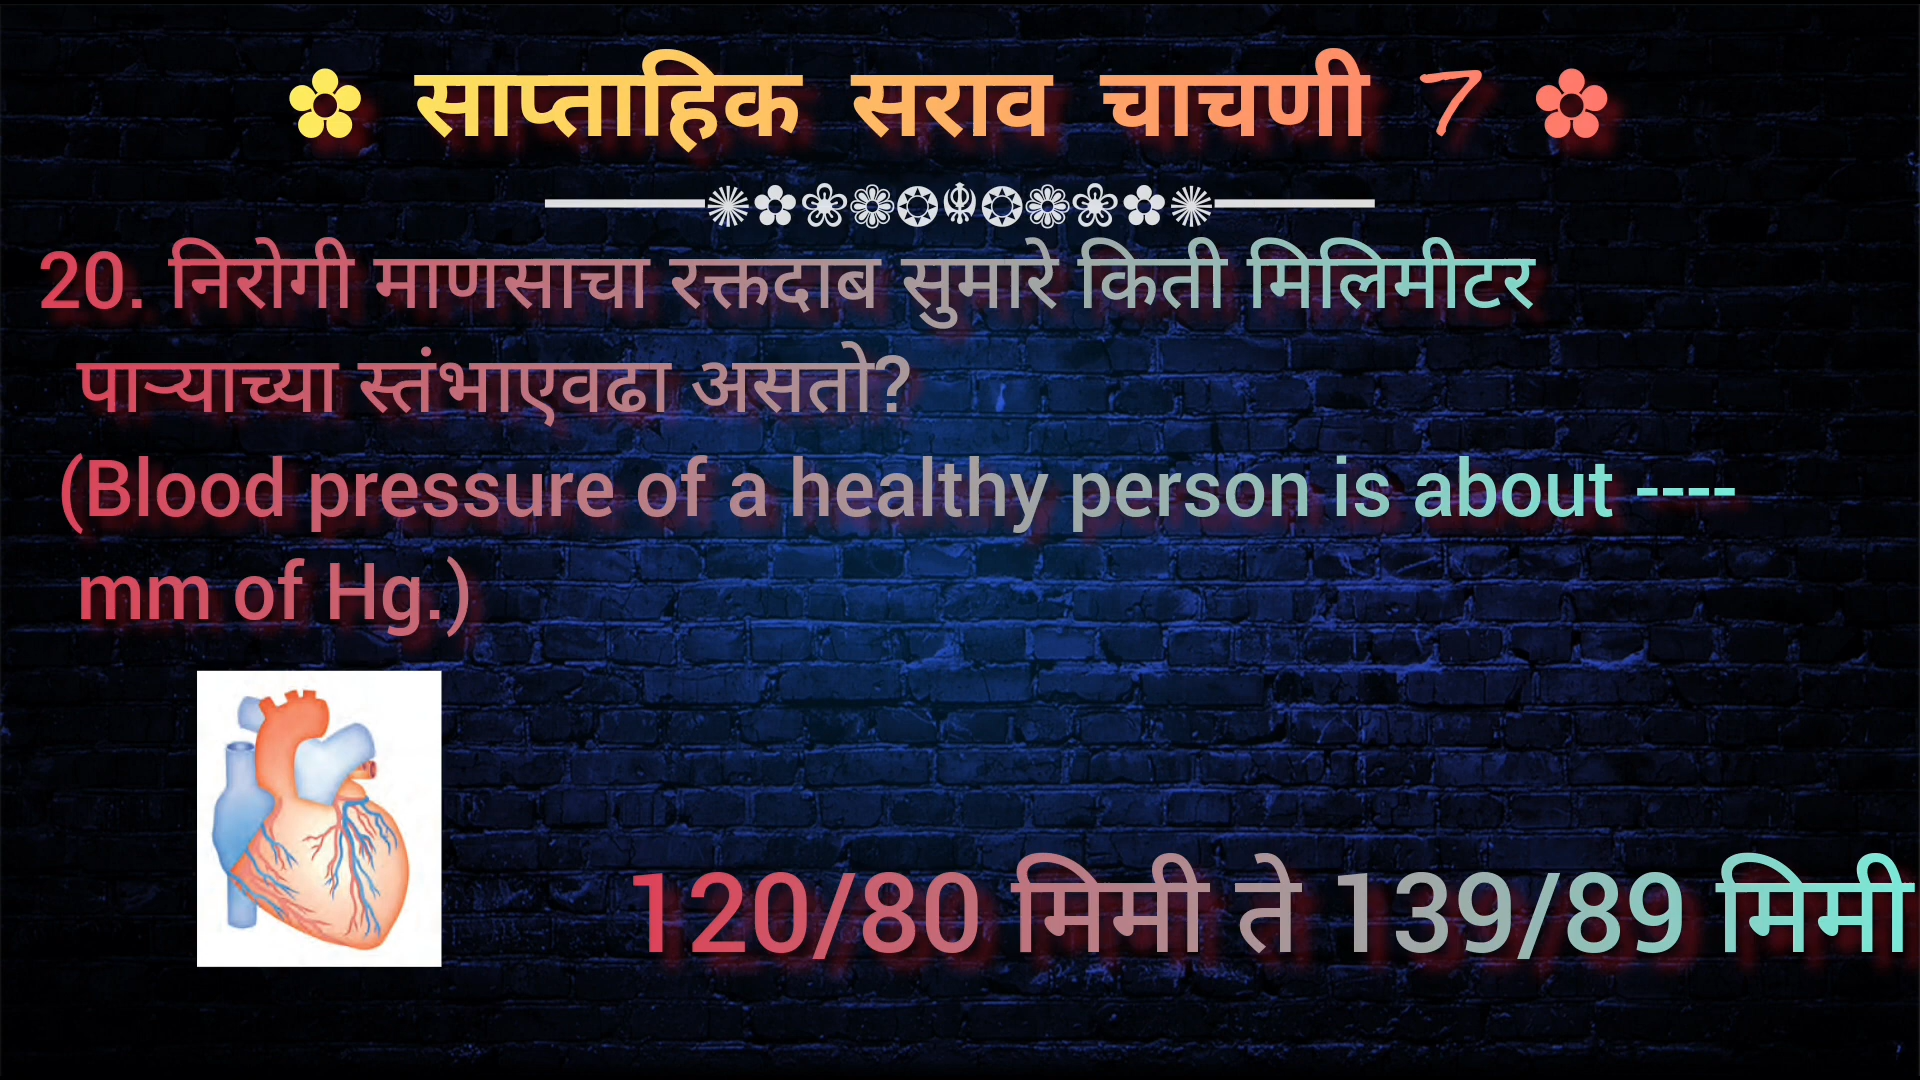 ✿ साप्ताहिक सराव चाचणी 7 ✿
20. निरोगी माणसाचा रक्तदाब सुमारे किती मिलिमीटर
पाऱ्याच्या स्तंभाएवढा असतो?
(Blood pressure of a healthy person is about ----
mm of Hg.)
120/80 मिमी ते 139/89 मिमी